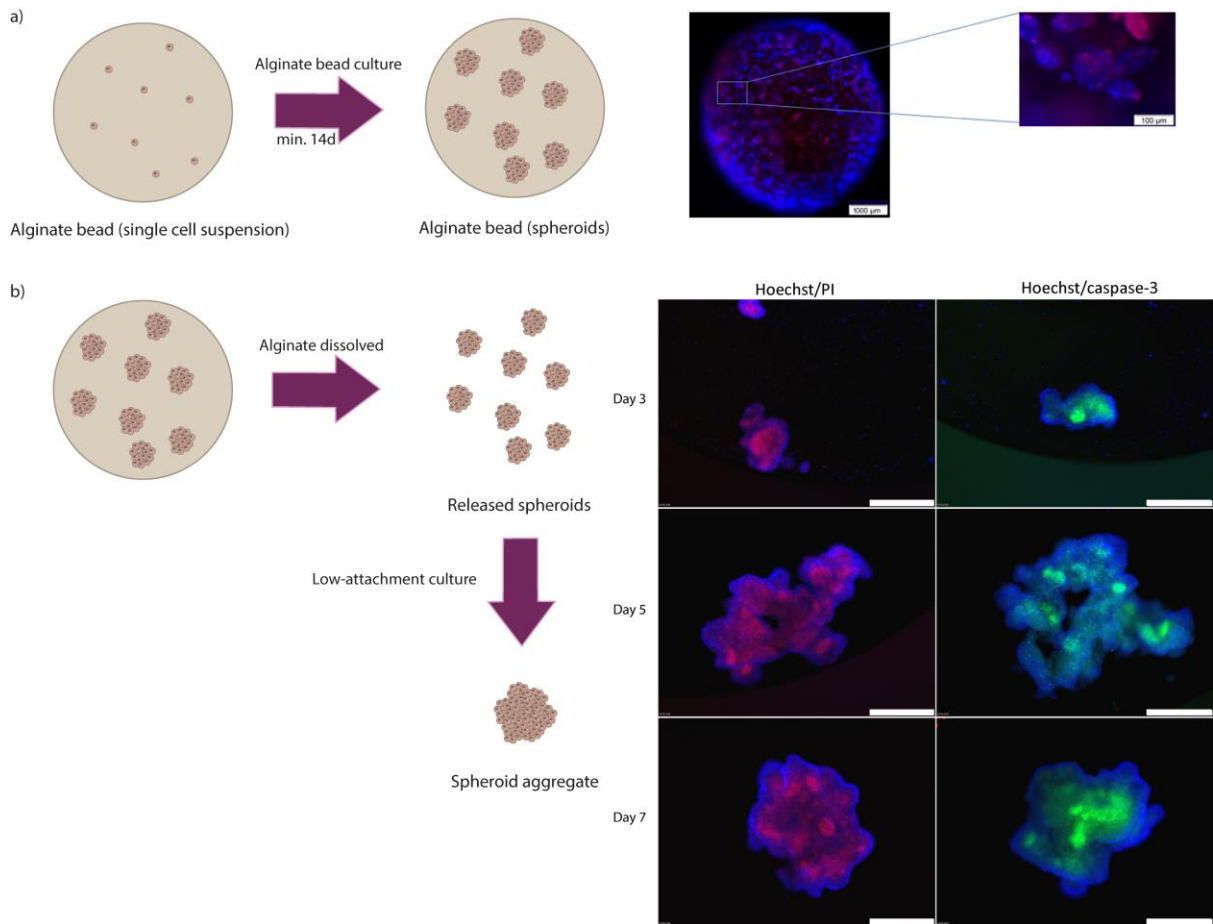 a)
Alginate bead culture
min. 14d
Alginate bead (single cell suspension)
Alginate bead (spheroids)
1000 µm
100 µm
b)
Alginate dissolved
Released spheroids
Low-attachment culture
Spheroid aggregate
Hoechst/PI
Hoechst/caspase-3
Day 3
Day 5
Day 7